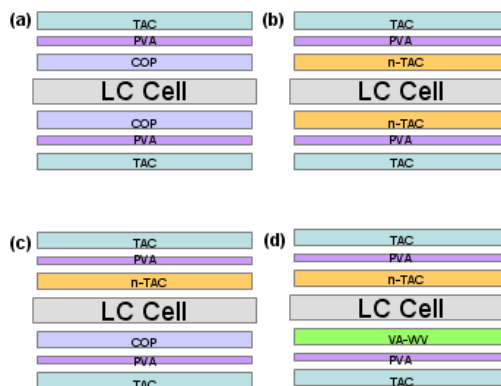 (a)
TAC
PVA
COP
LC Cell
COP
PVA
TAC
(b)
TAC
PVA
n-TAC
LC Cell
n-TAC
PVA
TAC
(c)
TAC
PVA
n-TAC
LC Cell
COP
PVA
TAC
(d)
TAC
PVA
n-TAC
LC Cell
VA-WV
PVA
TAC